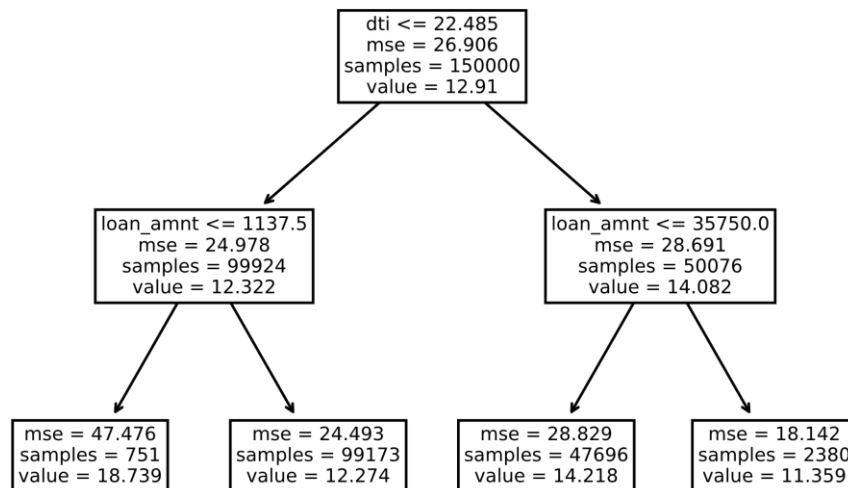 dti <= 22.485
mse = 26.906
samples = 150000
value = 12.91
loan_amnt <= 1137.5
mse = 24.978
samples = 99924
value = 12.322
loan_amnt <= 35750.0
mse = 28.691
samples = 50076
value = 14.082
mse = 47.476
samples = 751
value = 18.739
mse = 24.493
samples = 99173
value = 12.274
mse = 28.829
samples = 47696
value = 14.218
mse = 18.142
samples = 2380
value = 11.359